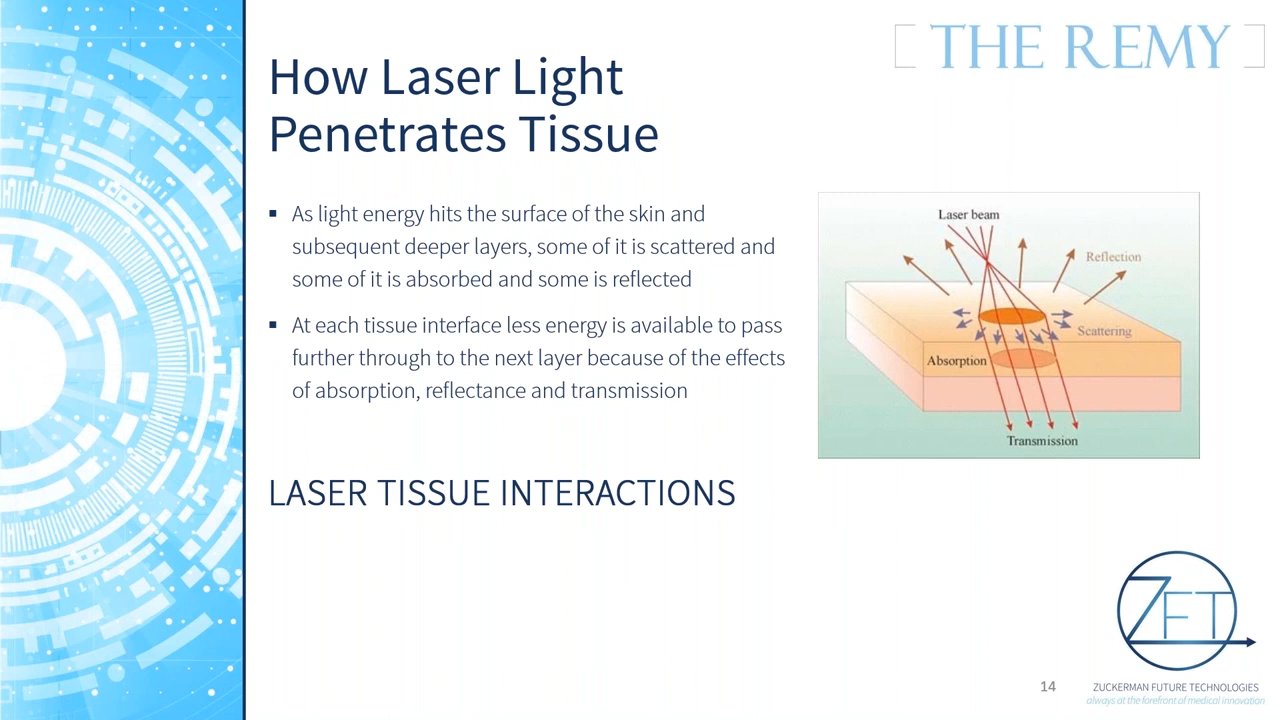 THE REMY
How Laser Light
Penetrates Tissue
▪ As light energy hits the surface of the skin and
subsequent deeper layers, some of it is scattered and
some of it is absorbed and some is reflected
▪ At each tissue interface less energy is available to pass
further through to the next layer because of the effects
of absorption, reflectance and transmission
Laser beam
Reflection
Scattering
Absorption
Transmission
LASER TISSUE INTERACTIONS
ZFT
14
ZUCKERMAN FUTURE TECHNOLOGIES
always at the forefront of medical innovation